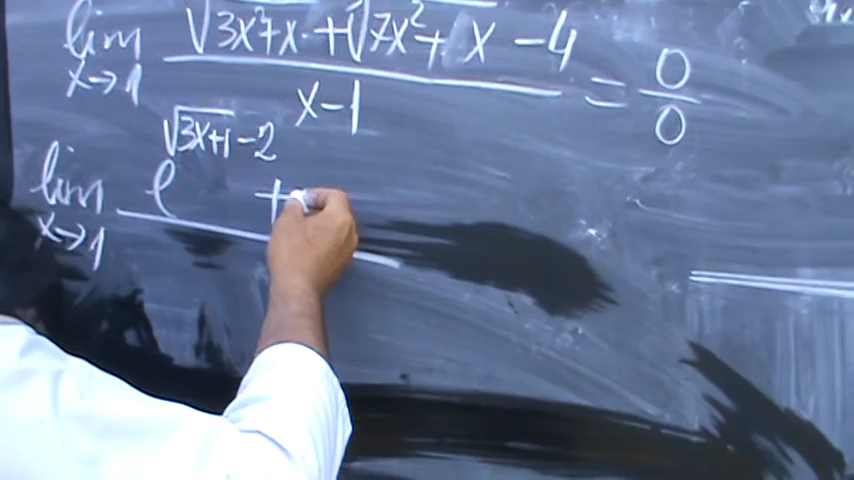 lim x→1 (√(3x²+x) + √(7x²+x) - 4) / (x-1) = 0/0
lim x→1 e^(√(3x+1) - 2) +